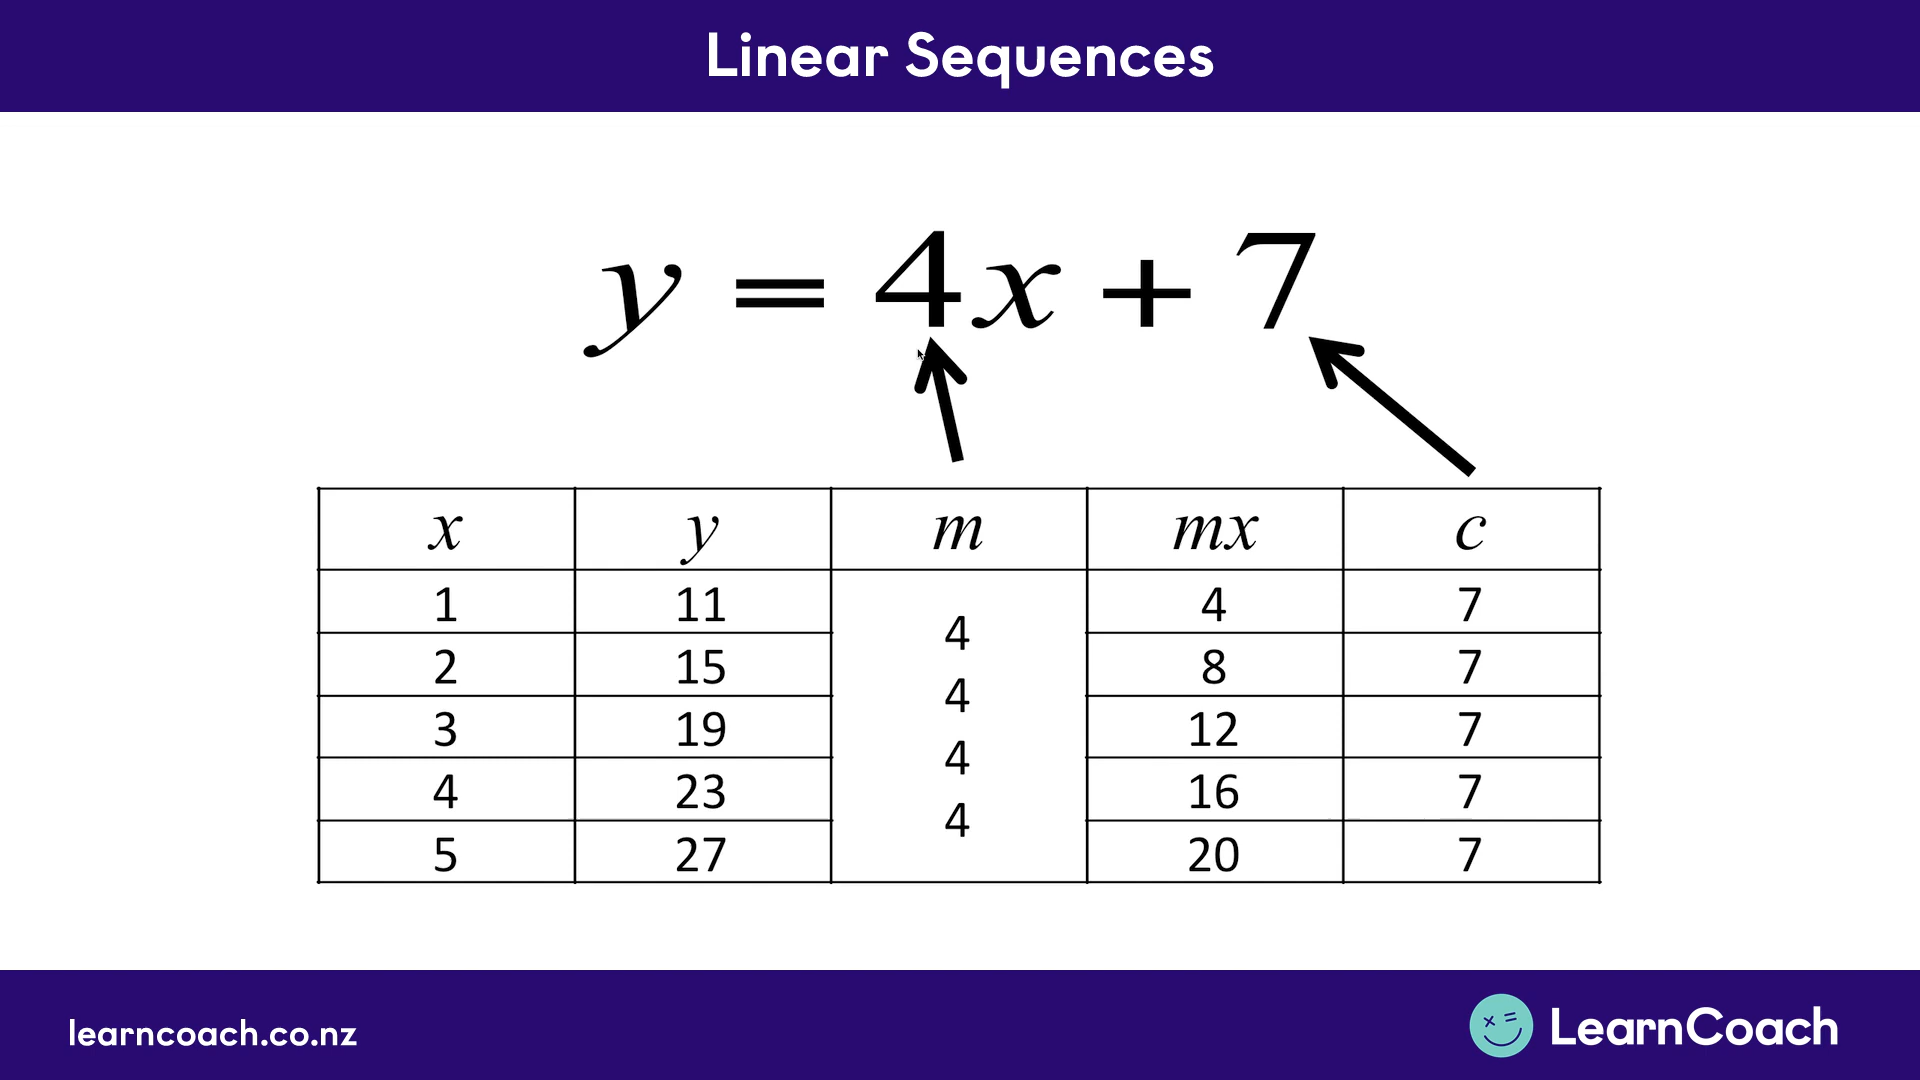 Linear Sequences
y = 4x + 7
x y m mx c
1 11 4 7
4
2 15 8 7
4
3 19 12 7
4
4 23 16 7
4
5 27 20 7
learncoach.co.nz
LearnCoach